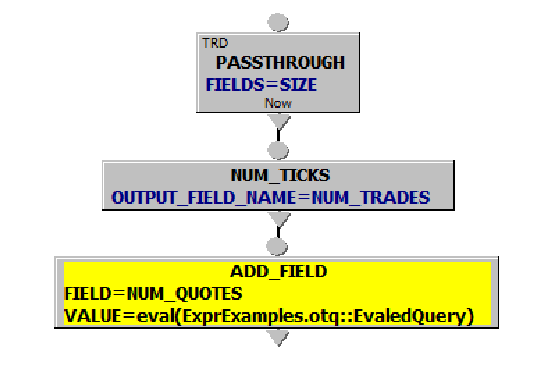 TRD
PASSTHROUGH
FIELDS=SIZE
Now
NUM_TICKS
OUTPUT_FIELD_NAME=NUM_TRADES
ADD_FIELD
FIELD=NUM_QUOTES
VALUE=eval(ExprExamples.otq::EvaledQuery)